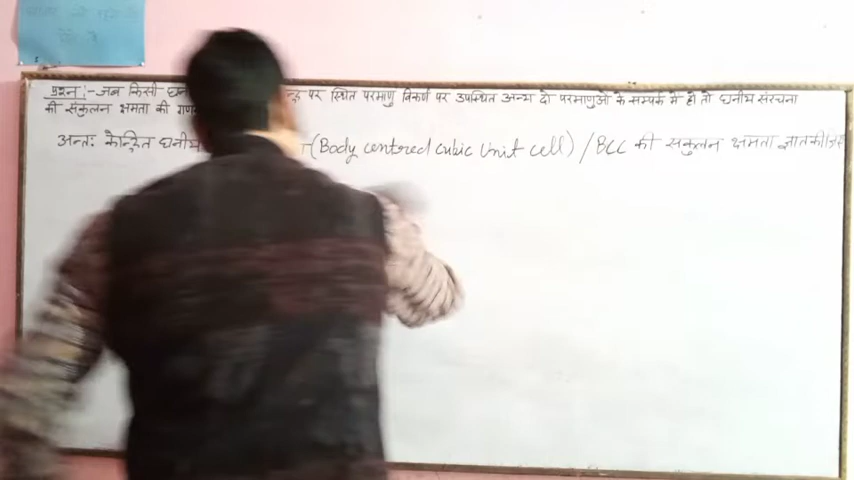 प्रश्न :- जब किसी घन पर स्थित परमाणु विकर्ण पर उपस्थित अन्य दो परमाणुओं के सम्पर्क में हो तो घनीय संरचना
की संकुलन क्षमता की
अन्तः केन्द्रित घनीय (Body centred cubic Unit cell) / BCC की संकुलन क्षमता ज्ञात कीजिये